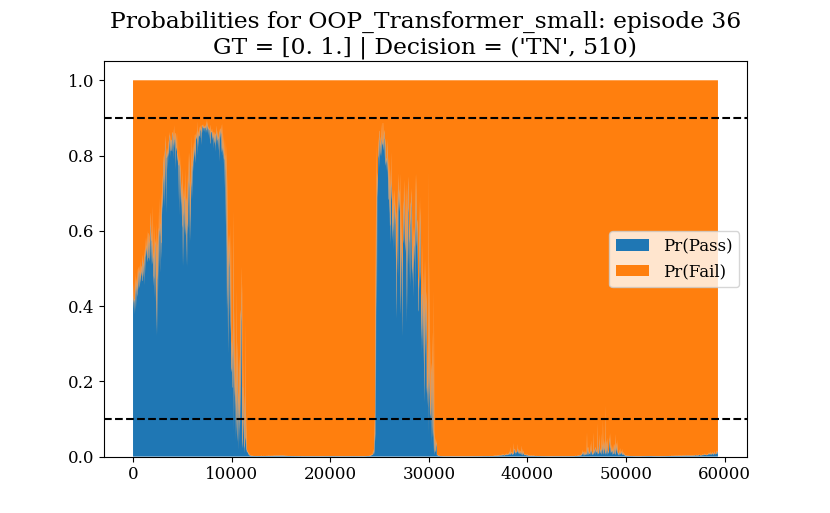 Probabilities for OOP_Transformer_small: episode 36
GT = [0. 1.] | Decision = ('TN', 510)
1.0
0.8
0.6
0.4
0.2
0.0
Pr(Pass)
Pr(Fail)
0 10000 20000 30000 40000 50000 60000